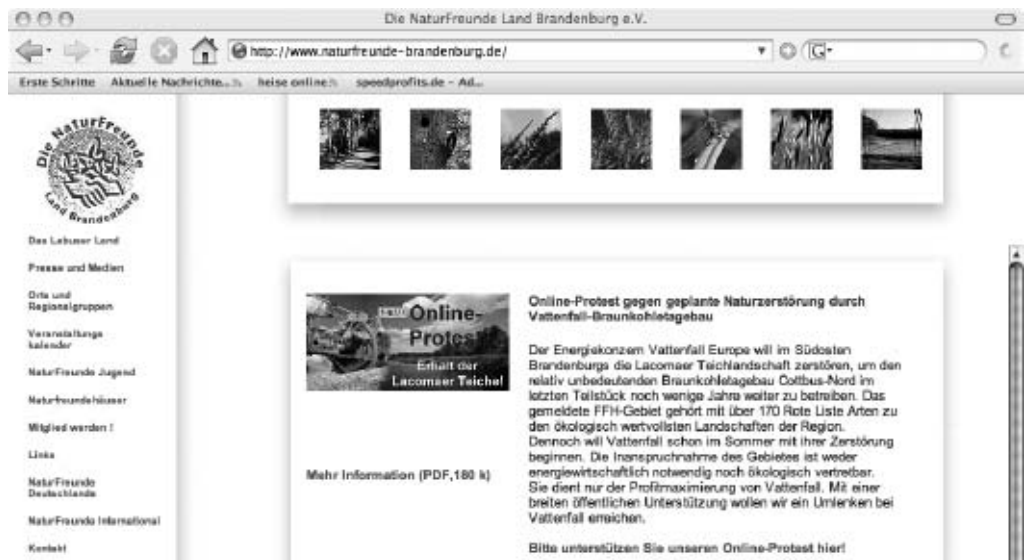 Die NaturFreunde Land Brandenburg e.V.
http://www.naturfreunde-brandenburg.de/
G
Erste Schritte Aktuelle Nachrichte... heise online speedprofits.de - Ad...
Die NaturFreunde
Land Brandenburg
Das Lebuser Land
Presse und Medien
Orts und
Regionalgruppen
Veranstaltungs
kalender
NaturFreunde Jugend
Naturfreundehäuser
Mitglied werden !
Links
NaturFreunde
Deutschlands
NaturFreunde International
Kontakt
Online-
Protest
Erhalt der
Lacomaer Teiche!
Mehr Information (PDF,180 k)
Online-Protest gegen geplante Naturzerstörung durch
Vattenfall-Braunkohletagebau
Der Energiekonzern Vattenfall Europe will im Südosten
Brandenburgs die Lacomaer Teichlandschaft zerstören, um den
relativ unbedeutenden Braunkohletagebau Cottbus-Nord im
letzten Teilstück noch wenige Jahre weiter zu betreiben. Das
gemeldete FFH-Gebiet gehört mit über 170 Rote Liste Arten zu
den ökologisch wertvollsten Landschaften der Region.
Dennoch will Vattenfall schon im Sommer mit ihrer Zerstörung
beginnen. Die Inanspruchnahme des Gebietes ist weder
energiewirtschaftlich notwendig noch ökologisch vertretbar.
Sie dient nur der Profitmaximierung von Vattenfall. Mit einer
breiten öffentlichen Unterstützung wollen wir ein Umlenken bei
Vattenfall erreichen.
Bitte unterstützen Sie unseren Online-Protest hier!